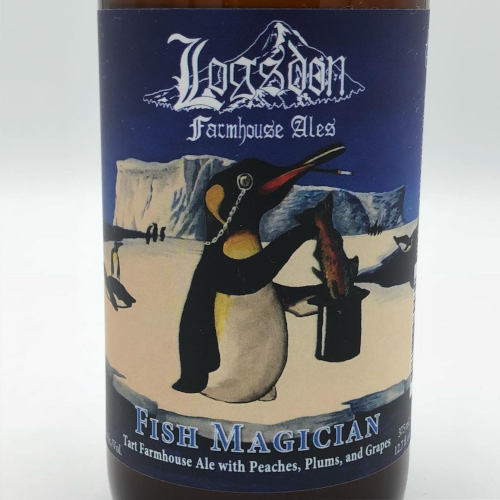 Logsdon
Farmhouse Ales
Fish Magician
Tart Farmhouse Ale with Peaches, Plums, and Grapes